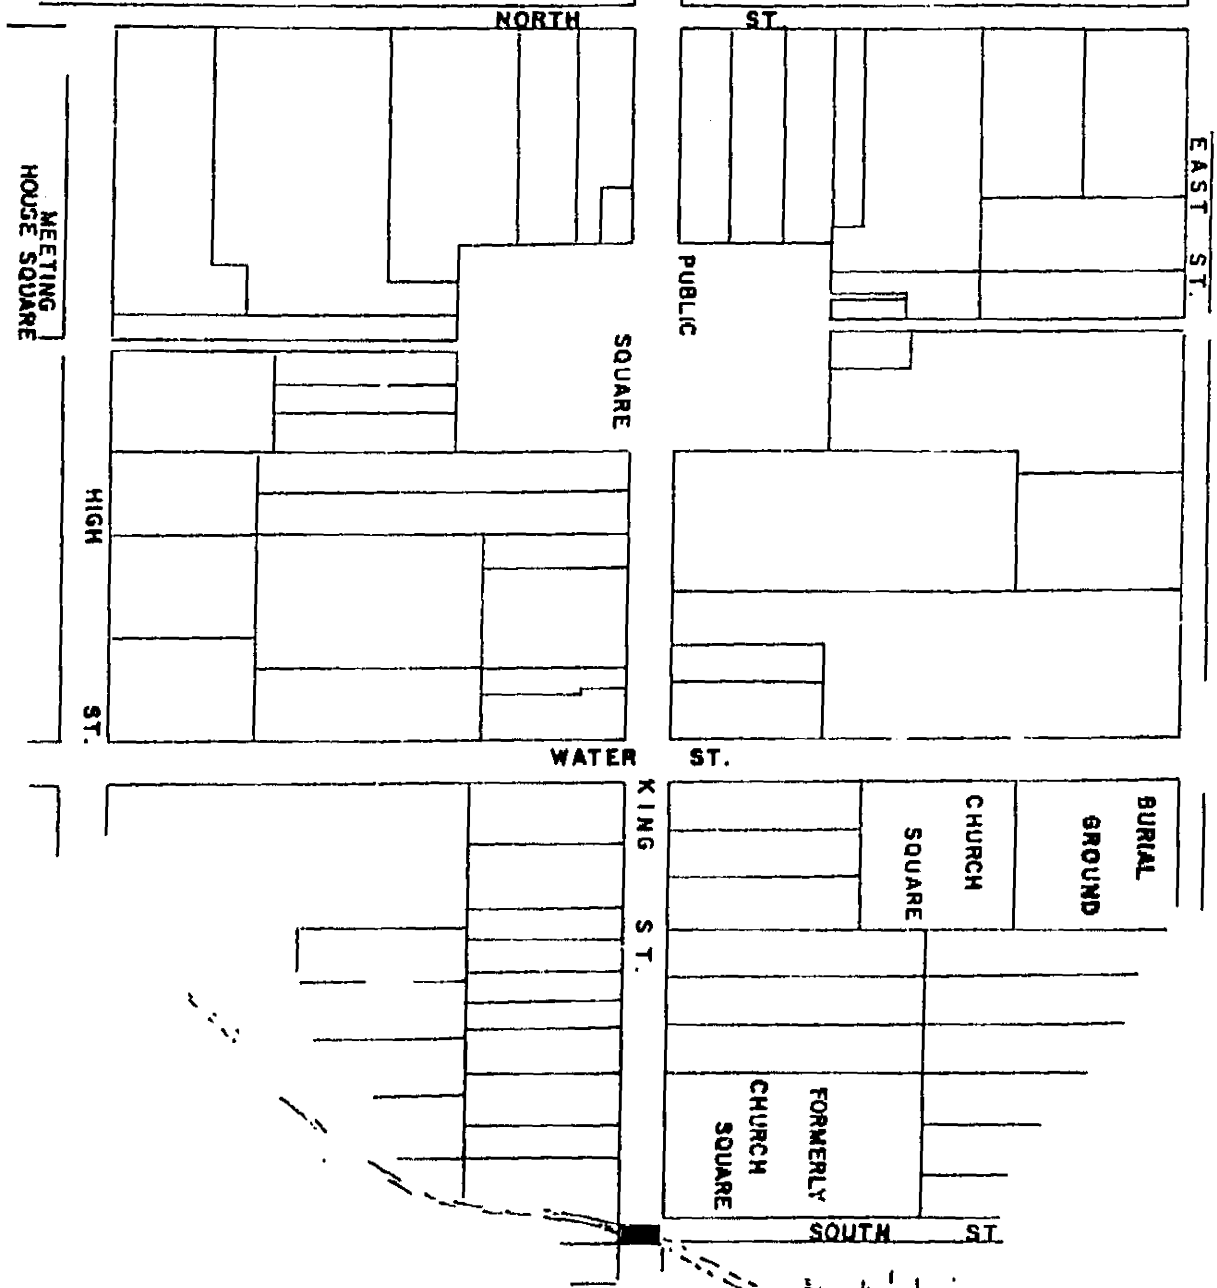 NORTH ST.
EAST ST.
MEETING
HOUSE SQUARE
PUBLIC
SQUARE
HIGH ST.
WATER ST.
KING ST.
CHURCH
SQUARE
BURIAL
GROUND
FORMERLY
CHURCH
SQUARE
SOUTH ST